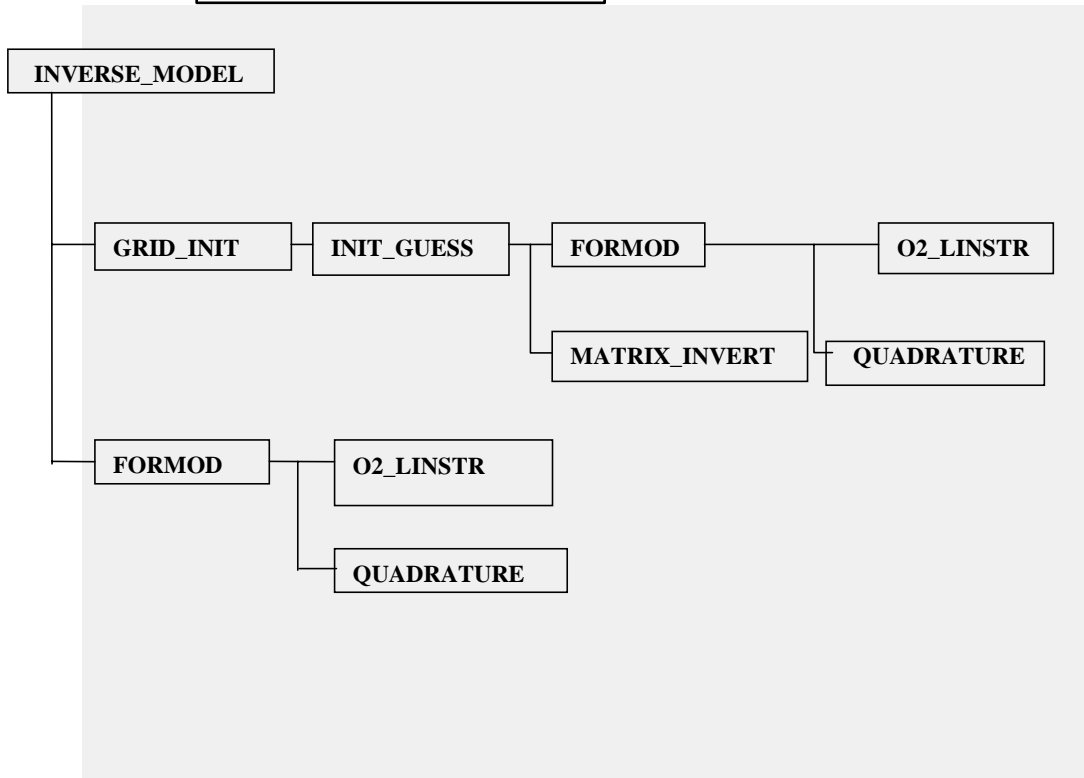 INVERSE_MODEL
GRID_INIT
INIT_GUESS
FORMOD
O2_LINSTR
MATRIX_INVERT
QUADRATURE
FORMOD
O2_LINSTR
QUADRATURE